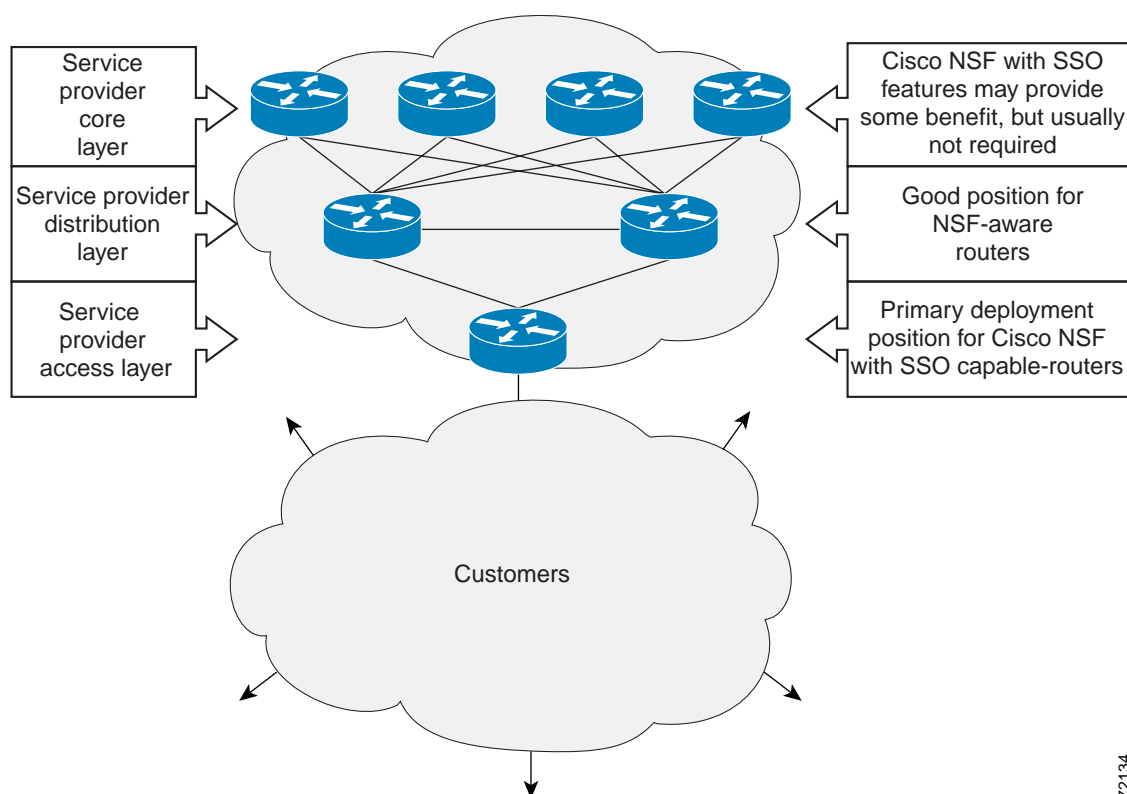 Service
provider
core
layer
Cisco NSF with SSO
features may provide
some benefit, but usually
not required
Service provider
distribution
layer
Good position for
NSF-aware
routers
Service
provider
access layer
Primary deployment
position for Cisco NSF
with SSO capable-routers
Customers
72134